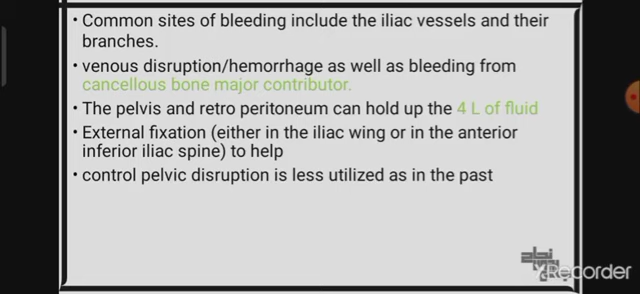 • Common sites of bleeding include the iliac vessels and their
branches.
• venous disruption/hemorrhage as well as bleeding from
cancellous bone major contributor.
• The pelvis and retro peritoneum can hold up the 4 L of fluid
• External fixation (either in the iliac wing or in the anterior
inferior iliac spine) to help
• control pelvic disruption is less utilized as in the past
Recorder